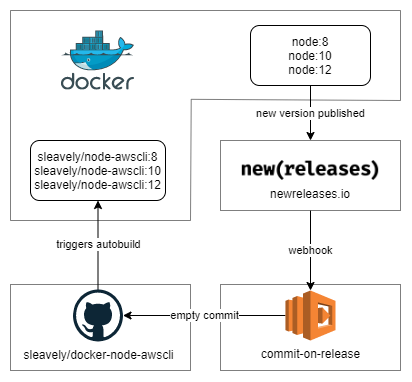 docker
node:8
node:10
node:12
new version published
sleavely/node-awscli:8
sleavely/node-awscli:10
sleavely/node-awscli:12
new(releases)
newreleases.io
triggers autobuild
webhook
empty commit
sleavely/docker-node-awscli
commit-on-release